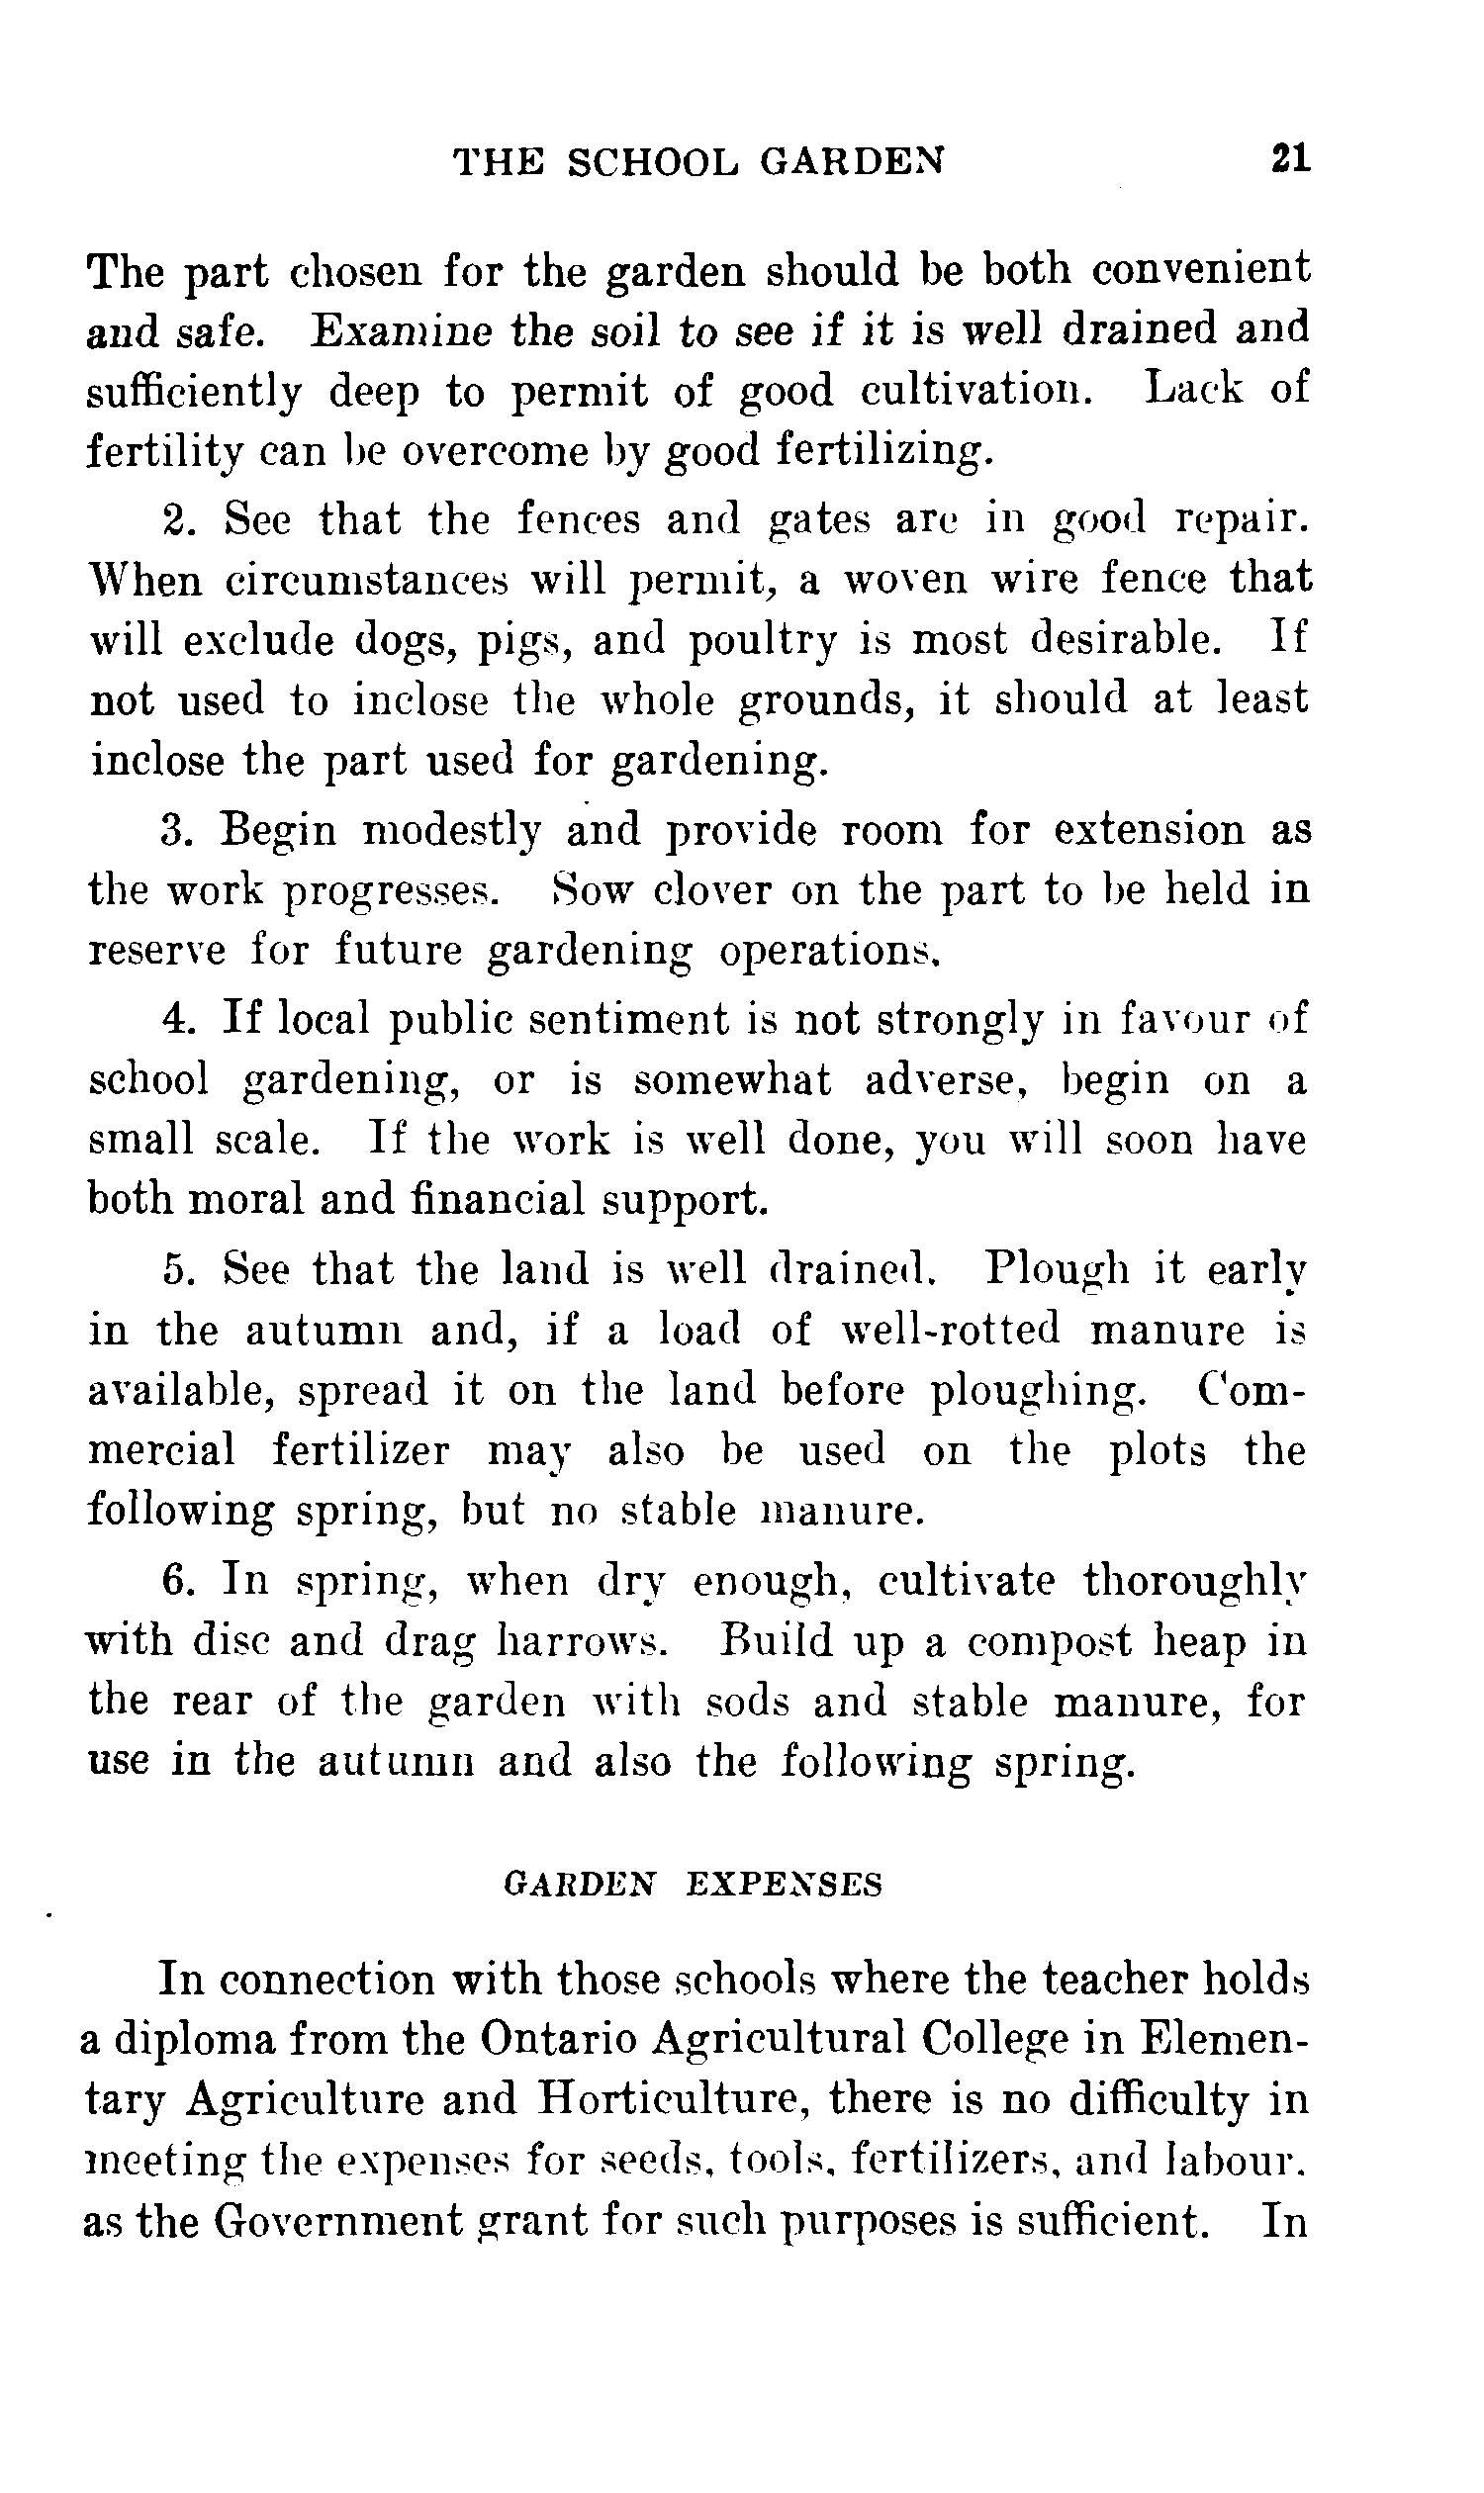 THE SCHOOL GARDEN 21
The part chosen for the garden should be both convenient
and safe. Examine the soil to see if it is well drained and
sufficiently deep to permit of good cultivation. Lack of
fertility can be overcome by good fertilizing.
2. See that the fences and gates are in good repair.
When circumstances will permit, a woven wire fence that
will exclude dogs, pigs, and poultry is most desirable. If
not used to inclose the whole grounds, it should at least
inclose the part used for gardening.
3. Begin modestly and provide room for extension as
the work progresses. Sow clover on the part to be held in
reserve for future gardening operations.
4. If local public sentiment is not strongly in favour of
school gardening, or is somewhat adverse, begin on a
small scale. If the work is well done, you will soon have
both moral and financial support.
5. See that the land is well drained. Plough it early
in the autumn and, if a load of well-rotted manure is
available, spread it on the land before ploughing. Com-
mercial fertilizer may also be used on the plots the
following spring, but no stable manure.
6. In spring, when dry enough, cultivate thoroughly
with disc and drag harrows. Build up a compost heap in
the rear of the garden with sods and stable manure, for
use in the autumn and also the following spring.
GARDEN EXPENSES
In connection with those schools where the teacher holds
a diploma from the Ontario Agricultural College in Elemen-
tary Agriculture and Horticulture, there is no difficulty in
meeting the expenses for seeds, tools, fertilizers, and labour.
as the Government grant for such purposes is sufficient. In